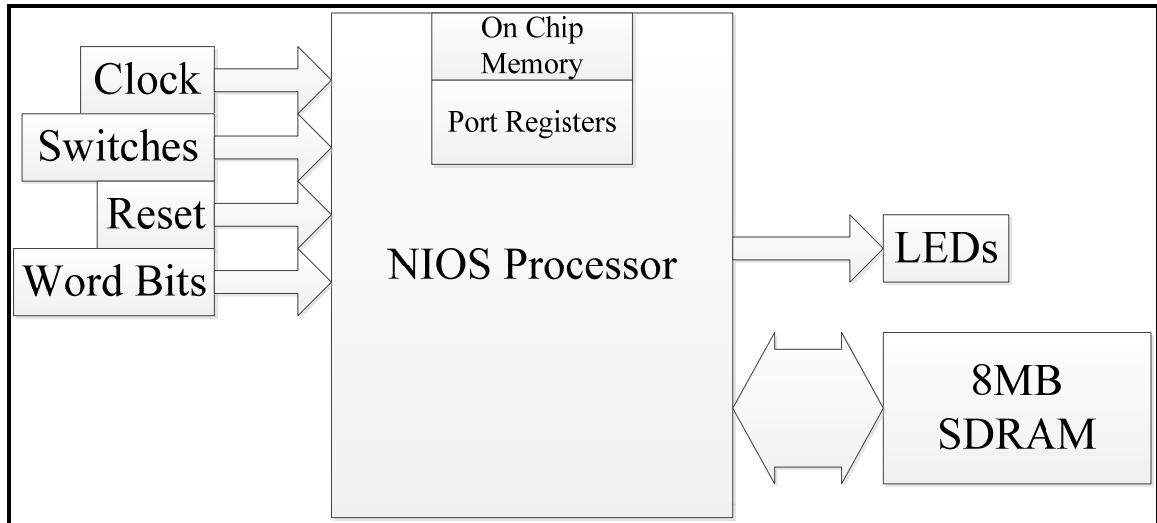 On Chip
Memory
Port Registers
Clock
Switches
Reset
Word Bits
NIOS Processor
LEDs
8MB
SDRAM